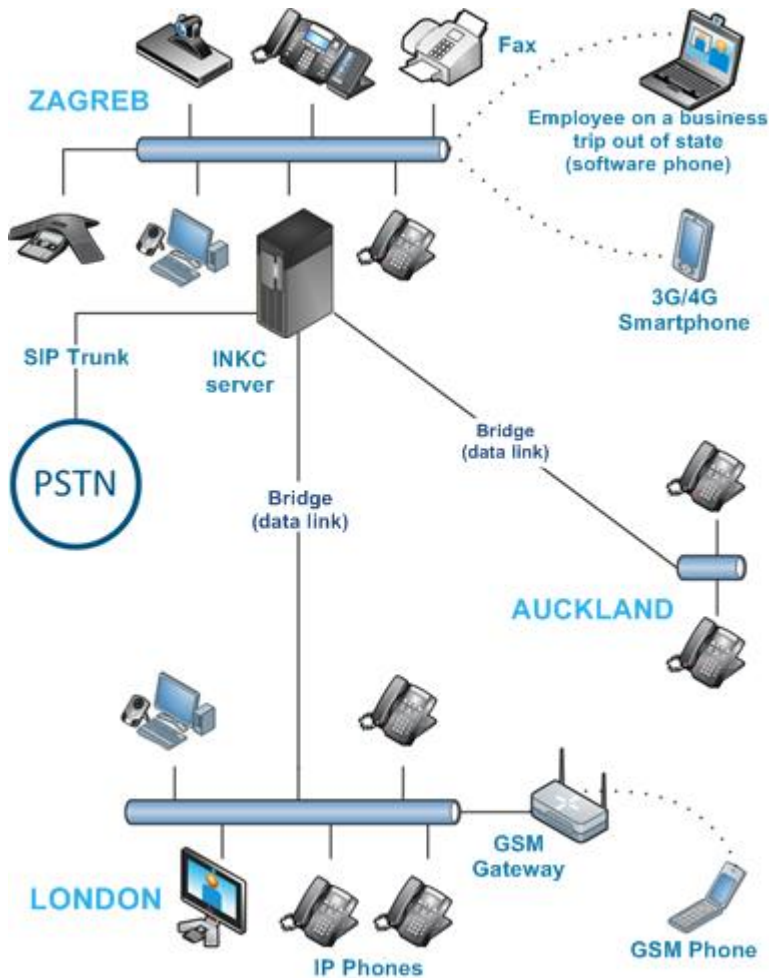 Fax
ZAGREB
Employee on a business
trip out of state
(software phone)
3G/4G
Smartphone
SIP Trunk
INKC
server
PSTN
Bridge
(data link)
Bridge
(data link)
AUCKLAND
GSM
Gateway
LONDON
IP Phones
GSM Phone